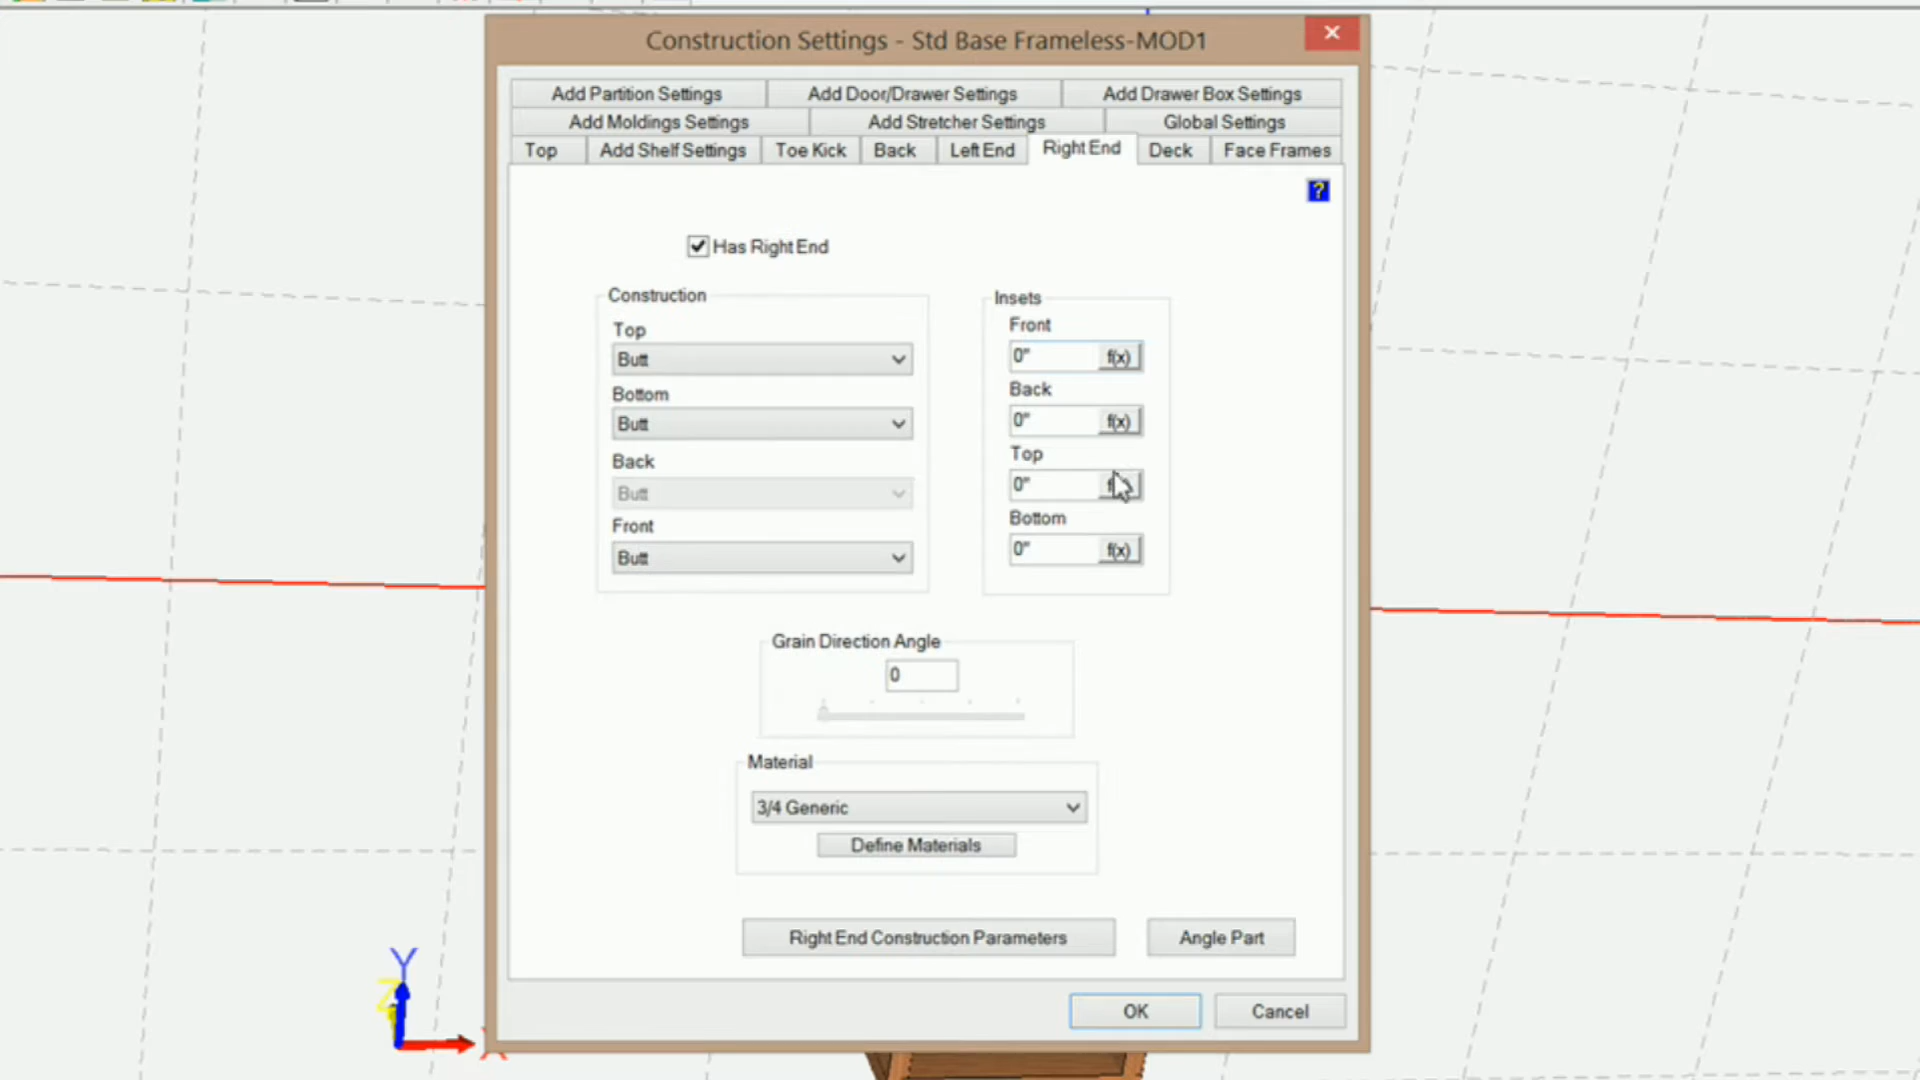 Construction Settings - Std Base Frameless-MOD1
Add Partition Settings Add Door/Drawer Settings Add Drawer Box Settings
Add Moldings Settings Add Stretcher Settings Global Settings
Top Add Shelf Settings Toe Kick Back Left End Right End Deck Face Frames
?
Has Right End
Construction
Top
Butt
Bottom
Butt
Back
Butt
Front
Butt
Insets
Front
0" f(x)
Back
0" f(x)
Top
0"
Bottom
0" f(x)
Grain Direction Angle
0
Material
3/4 Generic
Define Materials
Right End Construction Parameters Angle Part
OK Cancel
Y
Z
X